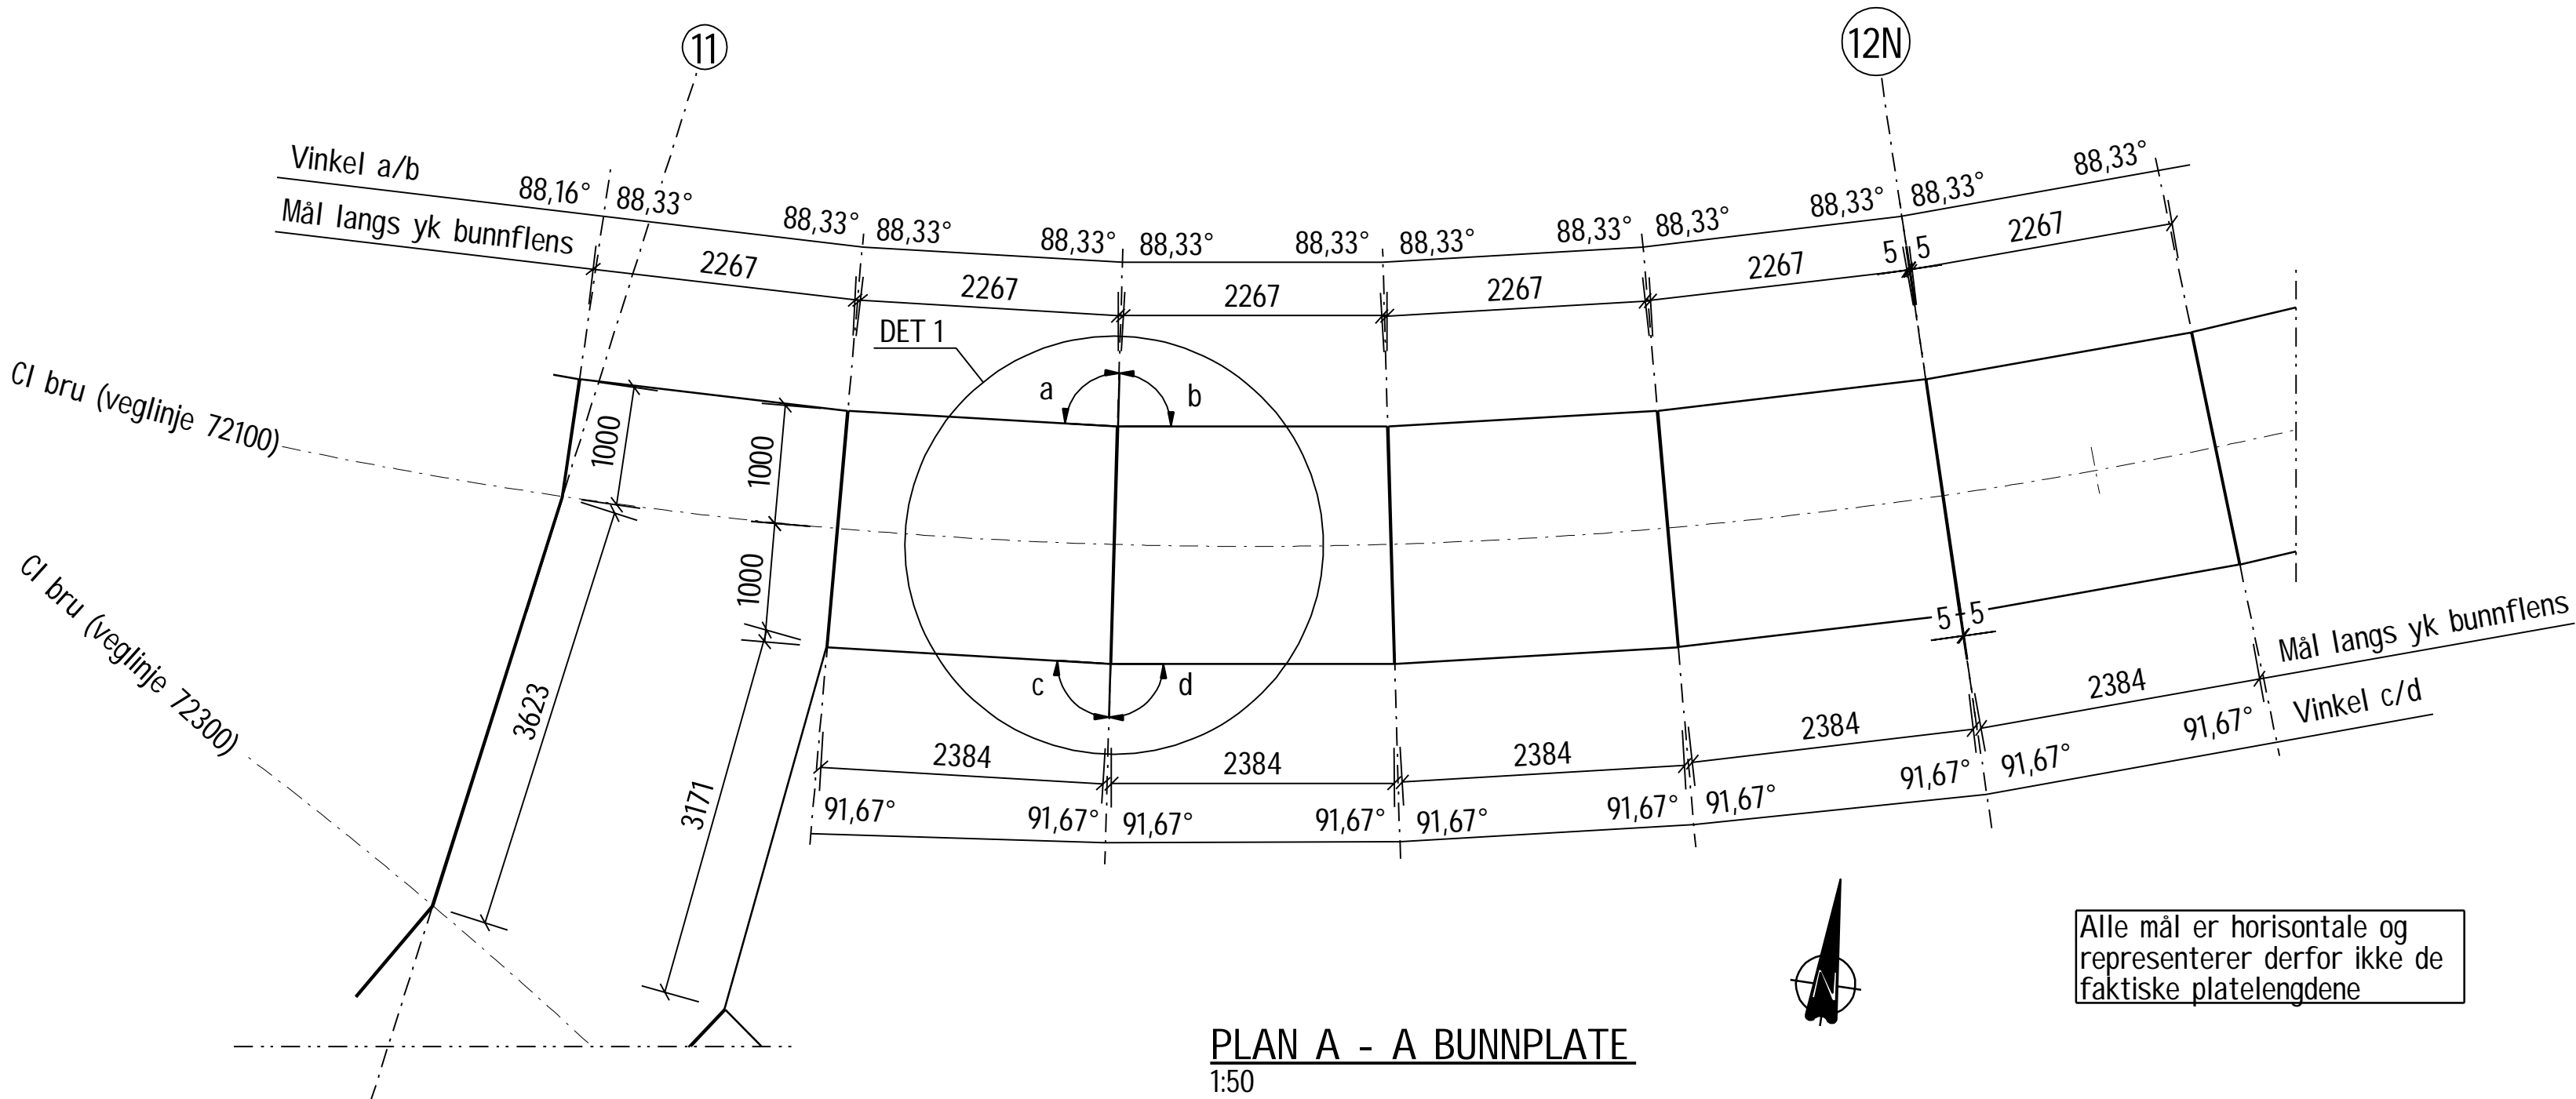 11
12N
Vinkel a/b
88,16°
88,33°
88,33°
88,33°
88,33°
88,33°
88,33°
88,33°
88,33°
88,33°
88,33°
88,33°
88,33°
Mål langs yk bunnflens
2267
2267
2267
2267
2267
5
5
2267
DET 1
a
b
Cl bru (veglinje 72100)
1000
1000
1000
Cl bru (veglinje 72300)
3623
3171
c
d
5
5
Mål langs yk bunnflens
2384
2384
2384
2384
2384
Vinkel c/d
91,67°
91,67°
91,67°
91,67°
91,67°
91,67°
91,67°
91,67°
91,67°
91,67°
N
Alle mål er horisontale og
representerer derfor ikke de
faktiske platelengdene
PLAN A - A BUNNPLATE
1:50